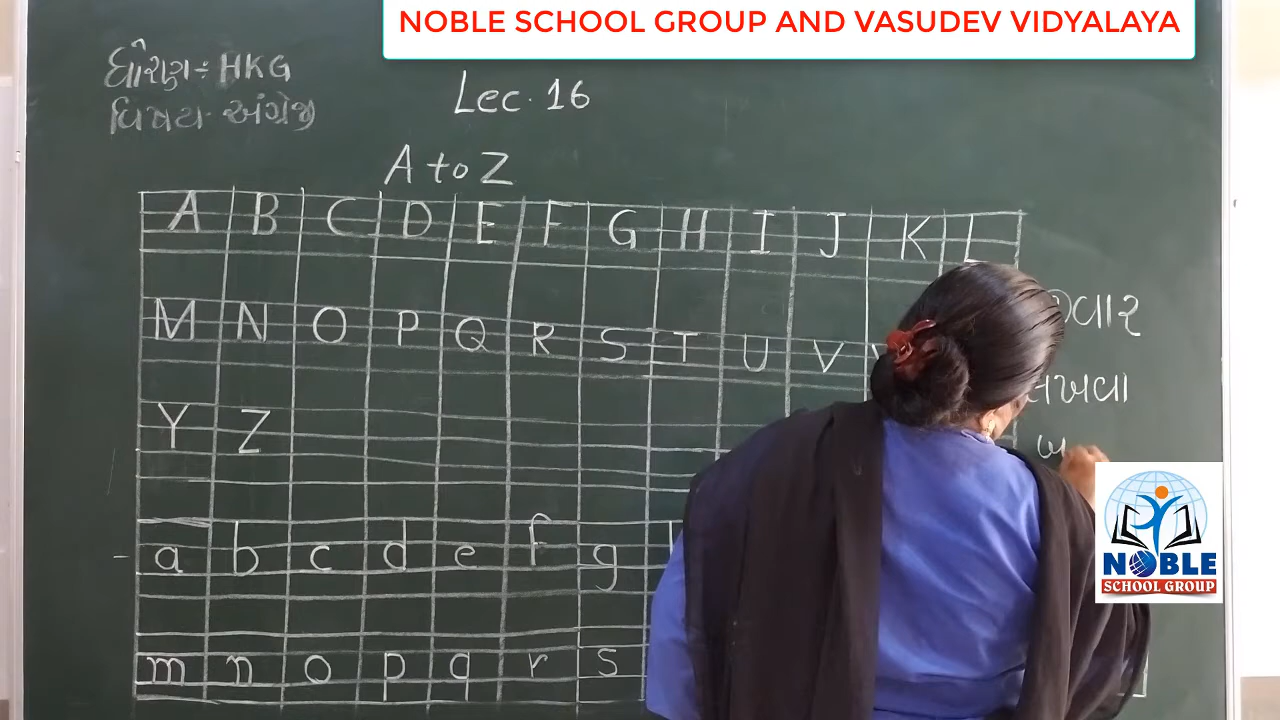 NOBLE SCHOOL GROUP AND VASUDEV VIDYALAYA
ધોરણ ÷ HKG
વિષય - અંગ્રેજી
Lec. 16
A to Z
A B C D E F G H I J K L
M N O P Q R S T U V
Y Z
a b c d e f g
m n o p q r s
NOBLE
SCHOOL GROUP